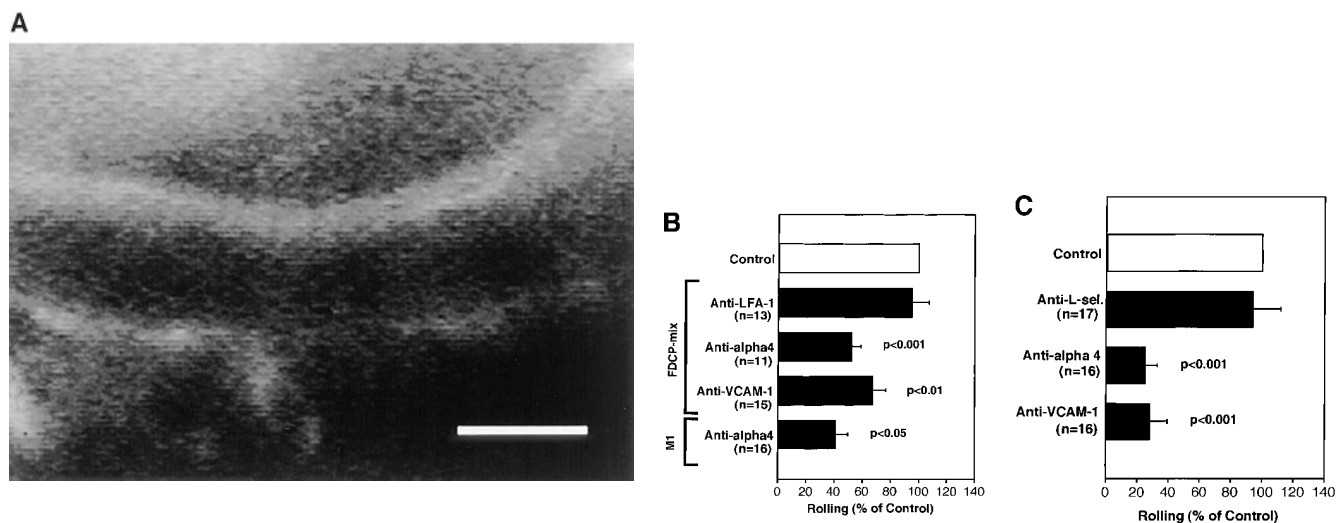 A
B
Control
FDCP-mix
Anti-LFA-1
(n=13)
Anti-alpha4
(n=11)
p<0.001
Anti-VCAM-1
(n=15)
p<0.01
M1
Anti-alpha4
(n=16)
p<0.05
0 20 40 60 80 100 120 140
Rolling (% of Control)
C
Control
Anti-L-sel.
(n=17)
Anti-alpha 4
(n=16)
p<0.001
Anti-VCAM-1
(n=16)
p<0.001
0 20 40 60 80 100 120 140
Rolling (% of Control)